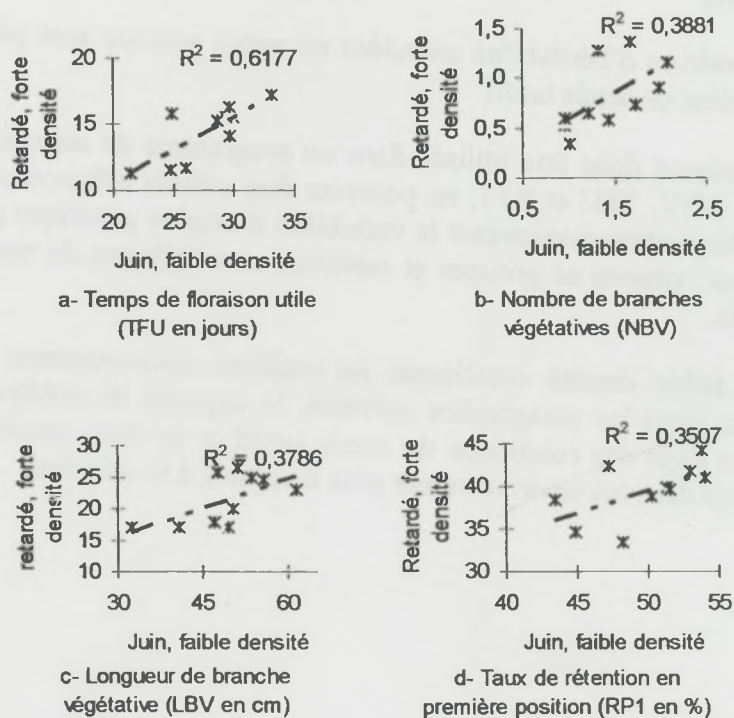 R² = 0,6177
Retardé, forte
densité
20
15
10
20 25 30 35
Juin, faible densité
a- Temps de floraison utile
(TFU en jours)
R² = 0,3881
Retardé, forte
densité
1,5
1,0
0,5
0,0
0,5 1,5 2,5
Juin, faible densité
b- Nombre de branches
végétatives (NBV)
R² = 0,3786
retardé, forte
densité
30
25
20
15
10
30 45 60
Juin, faible densité
c- Longueur de branche
végétative (LBV en cm)
R² = 0,3507
Retardé, forte
densité
45
40
35
30
40 45 50 55
Juin, faible densité
d- Taux de rétention en
première position (RP1 en %)